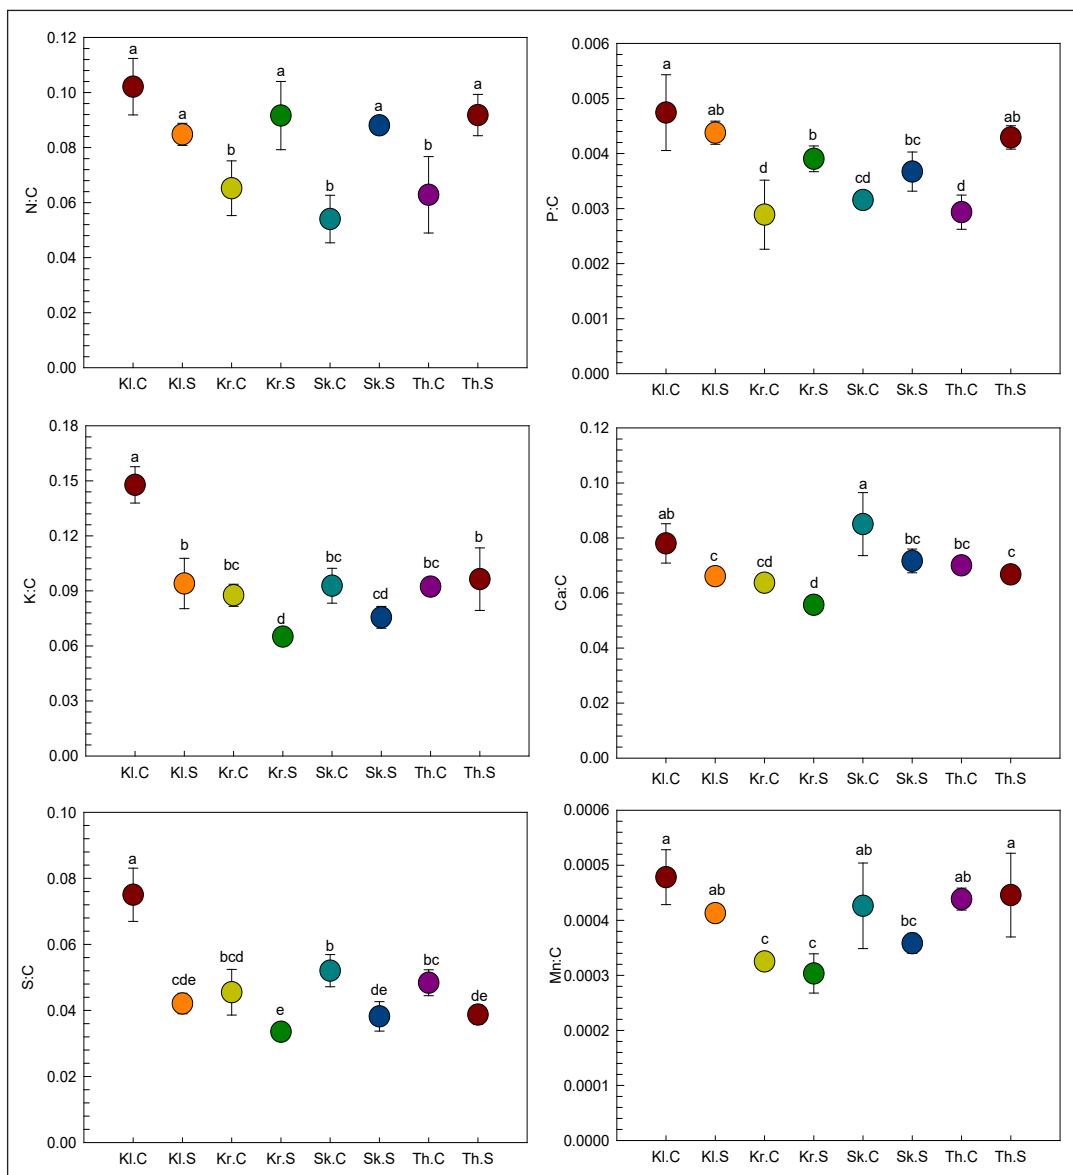 N:C
0.12
0.10
0.08
0.06
0.04
0.02
0.00
a
a
b
a
b
a
b
a
Kl.C Kl.S Kr.C Kr.S Sk.C Sk.S Th.C Th.S
P:C
0.006
0.005
0.004
0.003
0.002
0.001
0.000
a
ab
d
b
cd
bc
d
ab
Kl.C Kl.S Kr.C Kr.S Sk.C Sk.S Th.C Th.S
K:C
0.18
0.15
0.12
0.09
0.06
0.03
0.00
a
b
bc
d
bc
cd
bc
b
Kl.C Kl.S Kr.C Kr.S Sk.C Sk.S Th.C Th.S
Ca:C
0.12
0.10
0.08
0.06
0.04
0.02
0.00
ab
c
cd
d
a
bc
bc
c
Kl.C Kl.S Kr.C Kr.S Sk.C Sk.S Th.C Th.S
S:C
0.10
0.08
0.06
0.04
0.02
0.00
a
cde
bcd
e
b
de
bc
de
Kl.C Kl.S Kr.C Kr.S Sk.C Sk.S Th.C Th.S
Mn:C
0.0006
0.0005
0.0004
0.0003
0.0002
0.0001
0.0000
a
ab
c
c
ab
bc
ab
a
Kl.C Kl.S Kr.C Kr.S Sk.C Sk.S Th.C Th.S